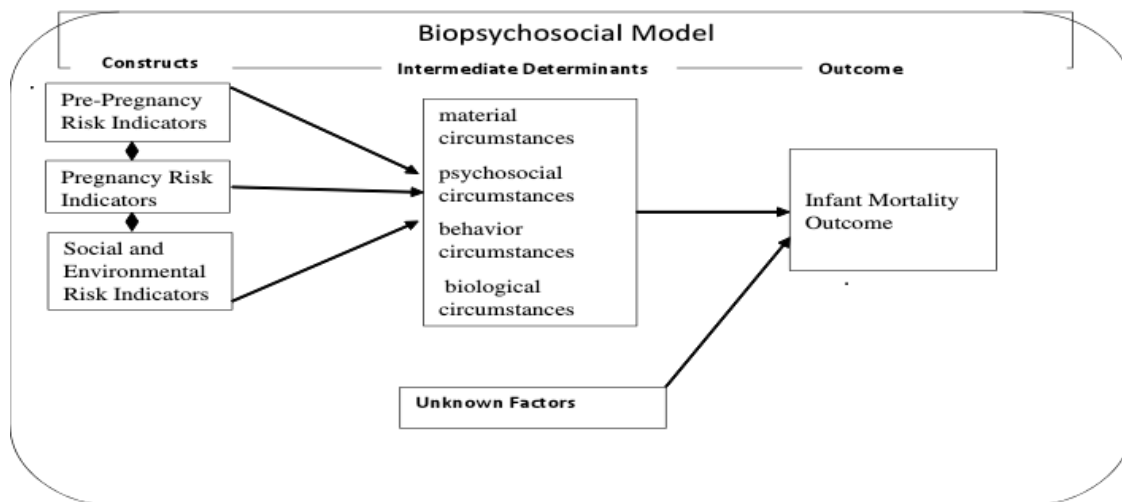 Biopsychosocial Model
Constructs
Intermediate Determinants
Outcome
Pre-Pregnancy
Risk Indicators
Pregnancy Risk
Indicators
Social and
Environmental
Risk Indicators
material
circumstances
psychosocial
circumstances
behavior
circumstances
biological
circumstances
Infant Mortality
Outcome
Unknown Factors